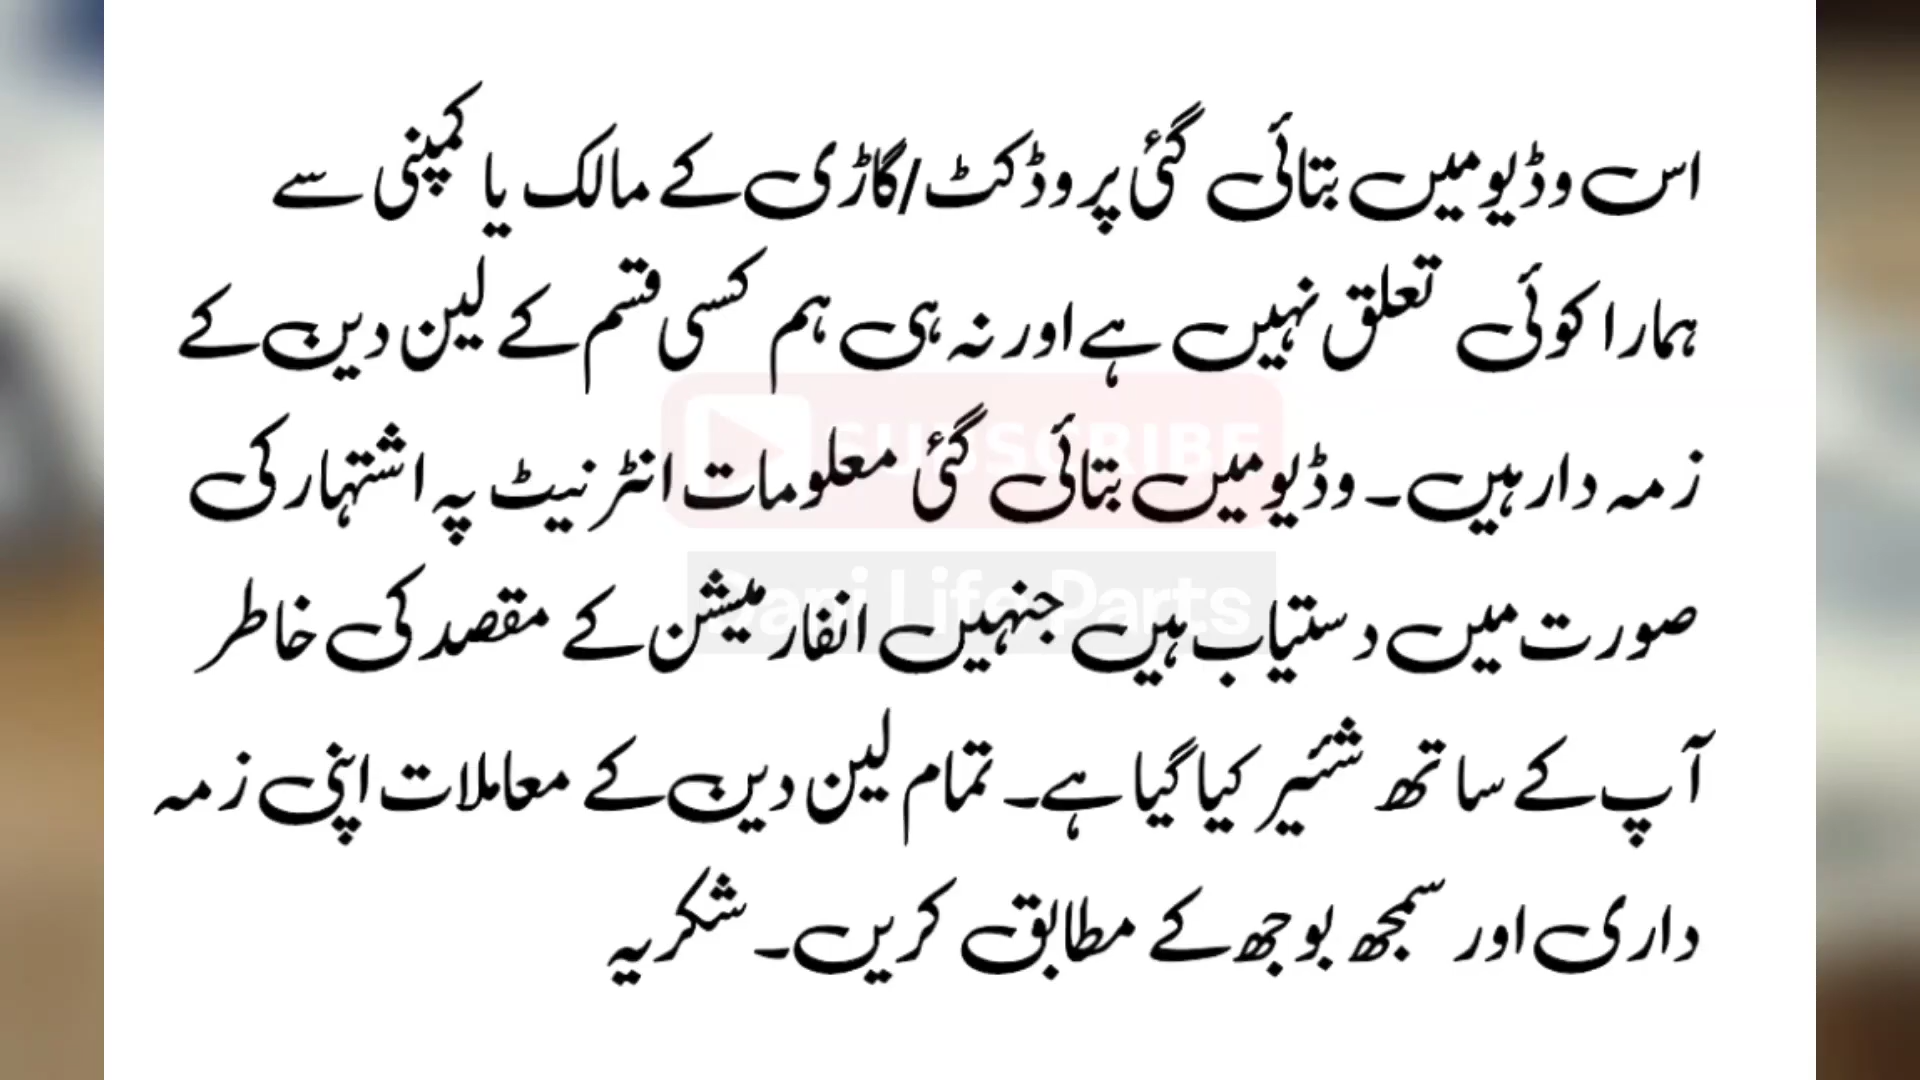 اس وڈیو میں بتائی گئی پروڈکٹ/گاڑی کے مالک یا کمپنی سے
ہمارا کوئی تعلق نہیں ہے اور نہ ہی ہم کسی قسم کے لین دین کے
زمہ دار ہیں۔ وڈیو میں بتائی گئی معلومات انٹرنیٹ پہ اشتہار کی
SUBSCRIBE
صورت میں دستیاب ہیں جنہیں انفارمیشن کے مقصد کی خاطر
Dani Life Parts
آپ کے ساتھ شئیر کیا گیا ہے۔ تمام لین دین کے معاملات اپنی زمہ
داری اور سمجھ بوجھ کے مطابق کریں۔ شکریہ